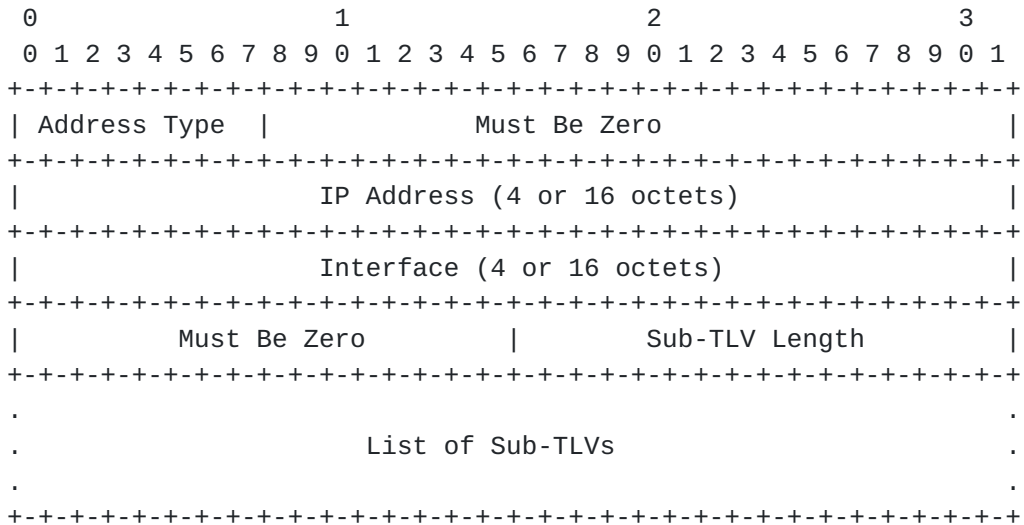 0                   1                   2                   3
 0 1 2 3 4 5 6 7 8 9 0 1 2 3 4 5 6 7 8 9 0 1 2 3 4 5 6 7 8 9 0 1
+-+-+-+-+-+-+-+-+-+-+-+-+-+-+-+-+-+-+-+-+-+-+-+-+-+-+-+-+-+-+-+-+
| Address Type  |             Must Be Zero                      |
+-+-+-+-+-+-+-+-+-+-+-+-+-+-+-+-+-+-+-+-+-+-+-+-+-+-+-+-+-+-+-+-+
|                   IP Address (4 or 16 octets)                 |
+-+-+-+-+-+-+-+-+-+-+-+-+-+-+-+-+-+-+-+-+-+-+-+-+-+-+-+-+-+-+-+-+
|                   Interface (4 or 16 octets)                  |
+-+-+-+-+-+-+-+-+-+-+-+-+-+-+-+-+-+-+-+-+-+-+-+-+-+-+-+-+-+-+-+-+
|          Must Be Zero         |        Sub-TLV Length         |
+-+-+-+-+-+-+-+-+-+-+-+-+-+-+-+-+-+-+-+-+-+-+-+-+-+-+-+-+-+-+-+-+
.                                                               .
.                      List of Sub-TLVs                         .
.                                                               .
+-+-+-+-+-+-+-+-+-+-+-+-+-+-+-+-+-+-+-+-+-+-+-+-+-+-+-+-+-+-+-+-+